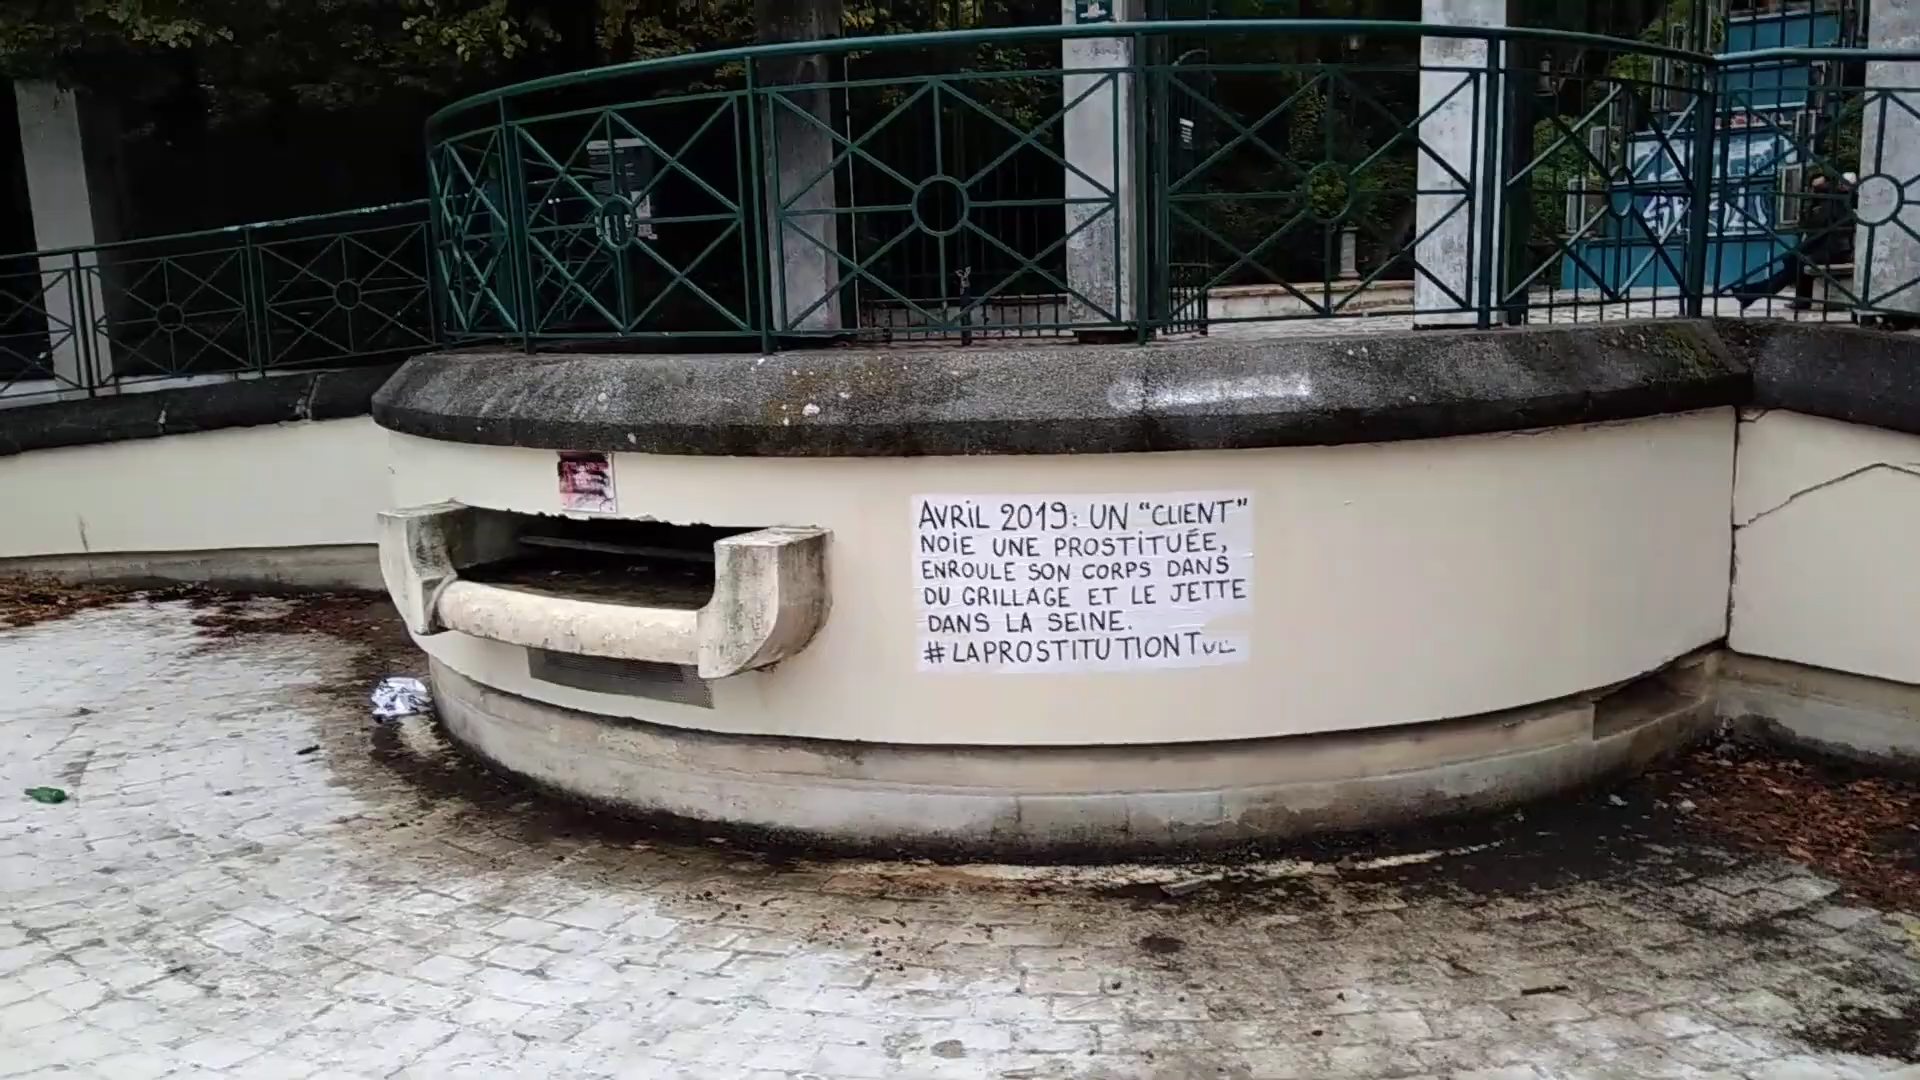 AVRiL 2019: UN "CLIENT"
NOiE UNE PROSTiTUÉE,
ENROULE SON CORPS DANS
DU GRILLAGE ET LE JETTE
DANS LA SEINE.
#LAPROSTITUTIONTUE